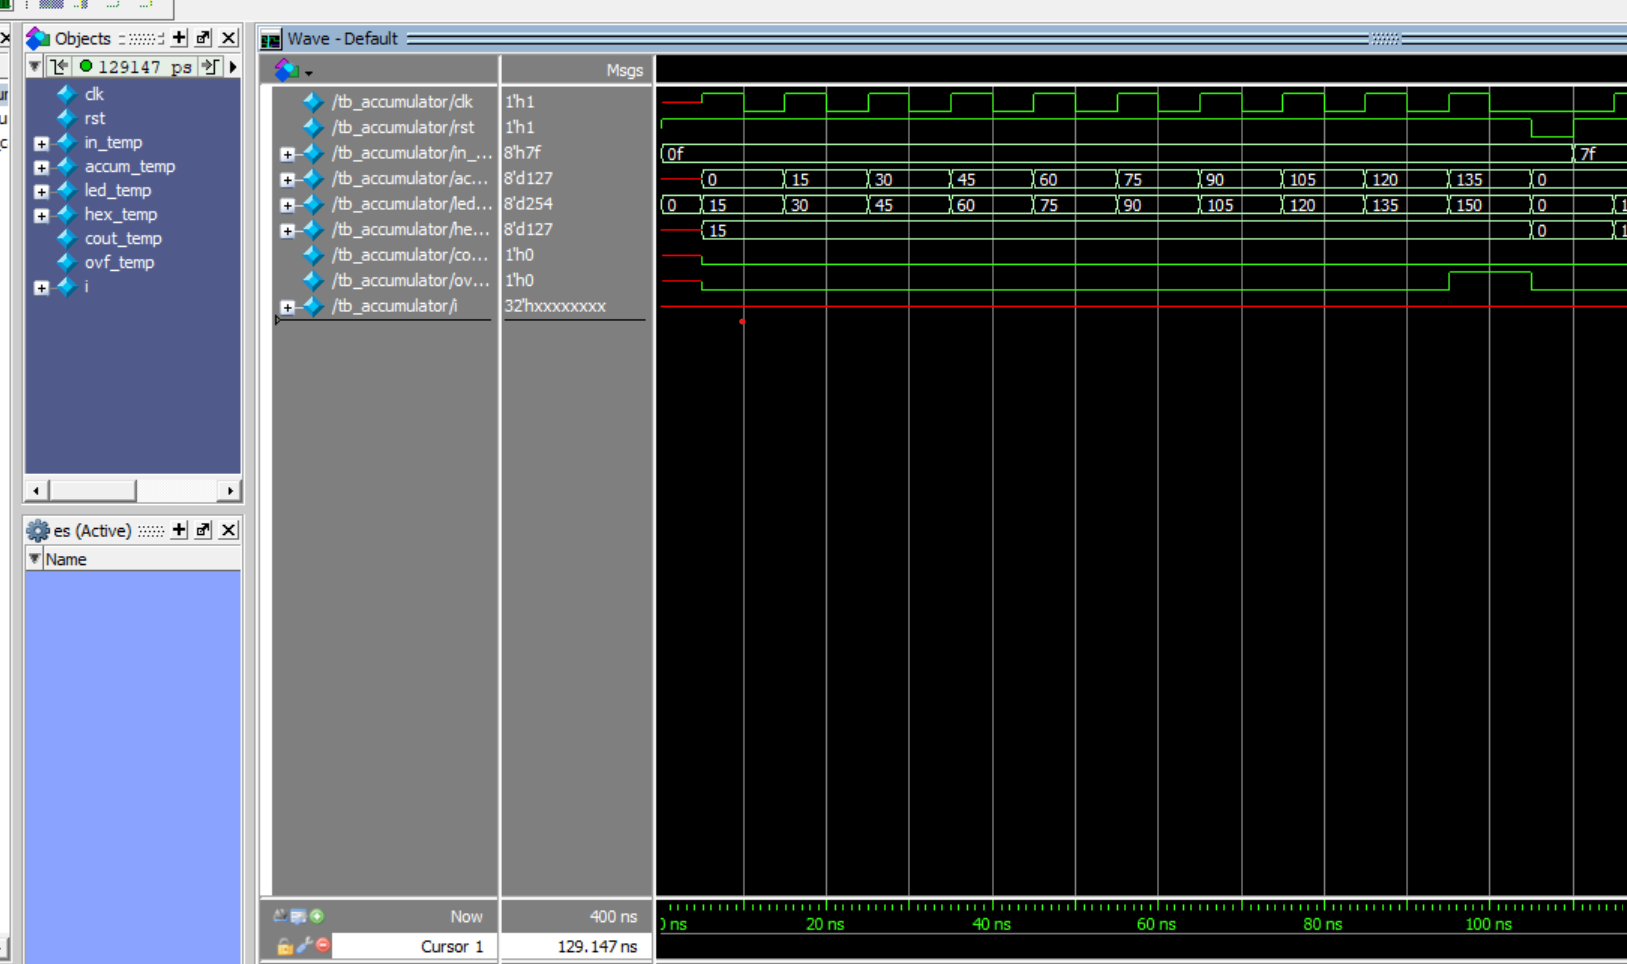 Objects
129147 ps
clk
rst
in_temp
accum_temp
led_temp
hex_temp
cout_temp
ovf_temp
i
es (Active)
Name
Wave - Default
Msgs
/tb_accumulator/clk 1'h1
/tb_accumulator/rst 1'h1
/tb_accumulator/in_... 8'h7f 0f 7f
/tb_accumulator/ac... 8'd127 0 15 30 45 60 75 90 105 120 135 0
/tb_accumulator/led... 8'd254 0 15 30 45 60 75 90 105 120 135 150 0 1
/tb_accumulator/he... 8'd127 15 0 1
/tb_accumulator/co... 1'h0
/tb_accumulator/ov... 1'h0
/tb_accumulator/i 32'hxxxxxxxx
Now 400 ns ns 20 ns 40 ns 60 ns 80 ns 100 ns
Cursor 1 129.147 ns